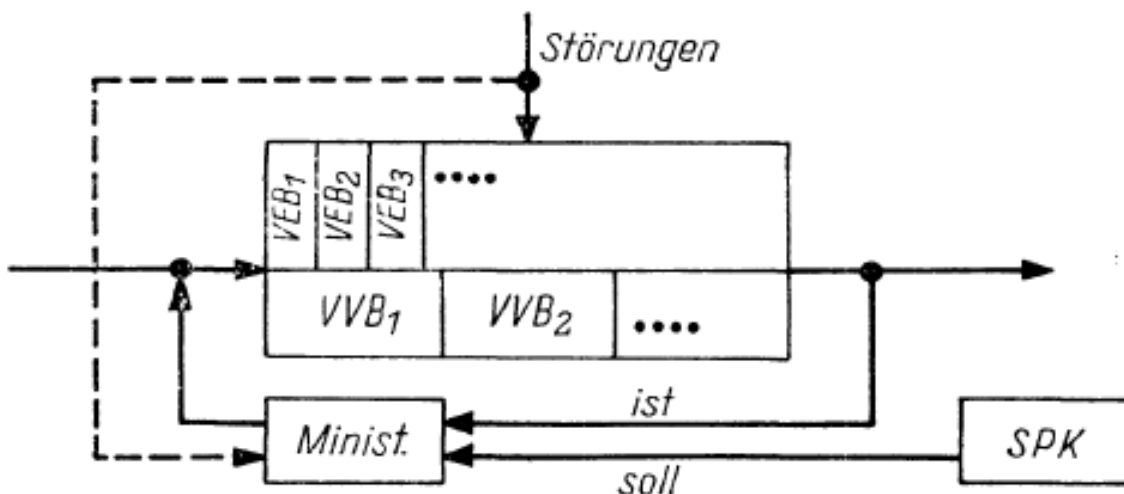 Störungen
VEB₁
VEB₂
VEB₃
....
VVB₁
VVB₂
....
ist
Minist.
SPK
soll